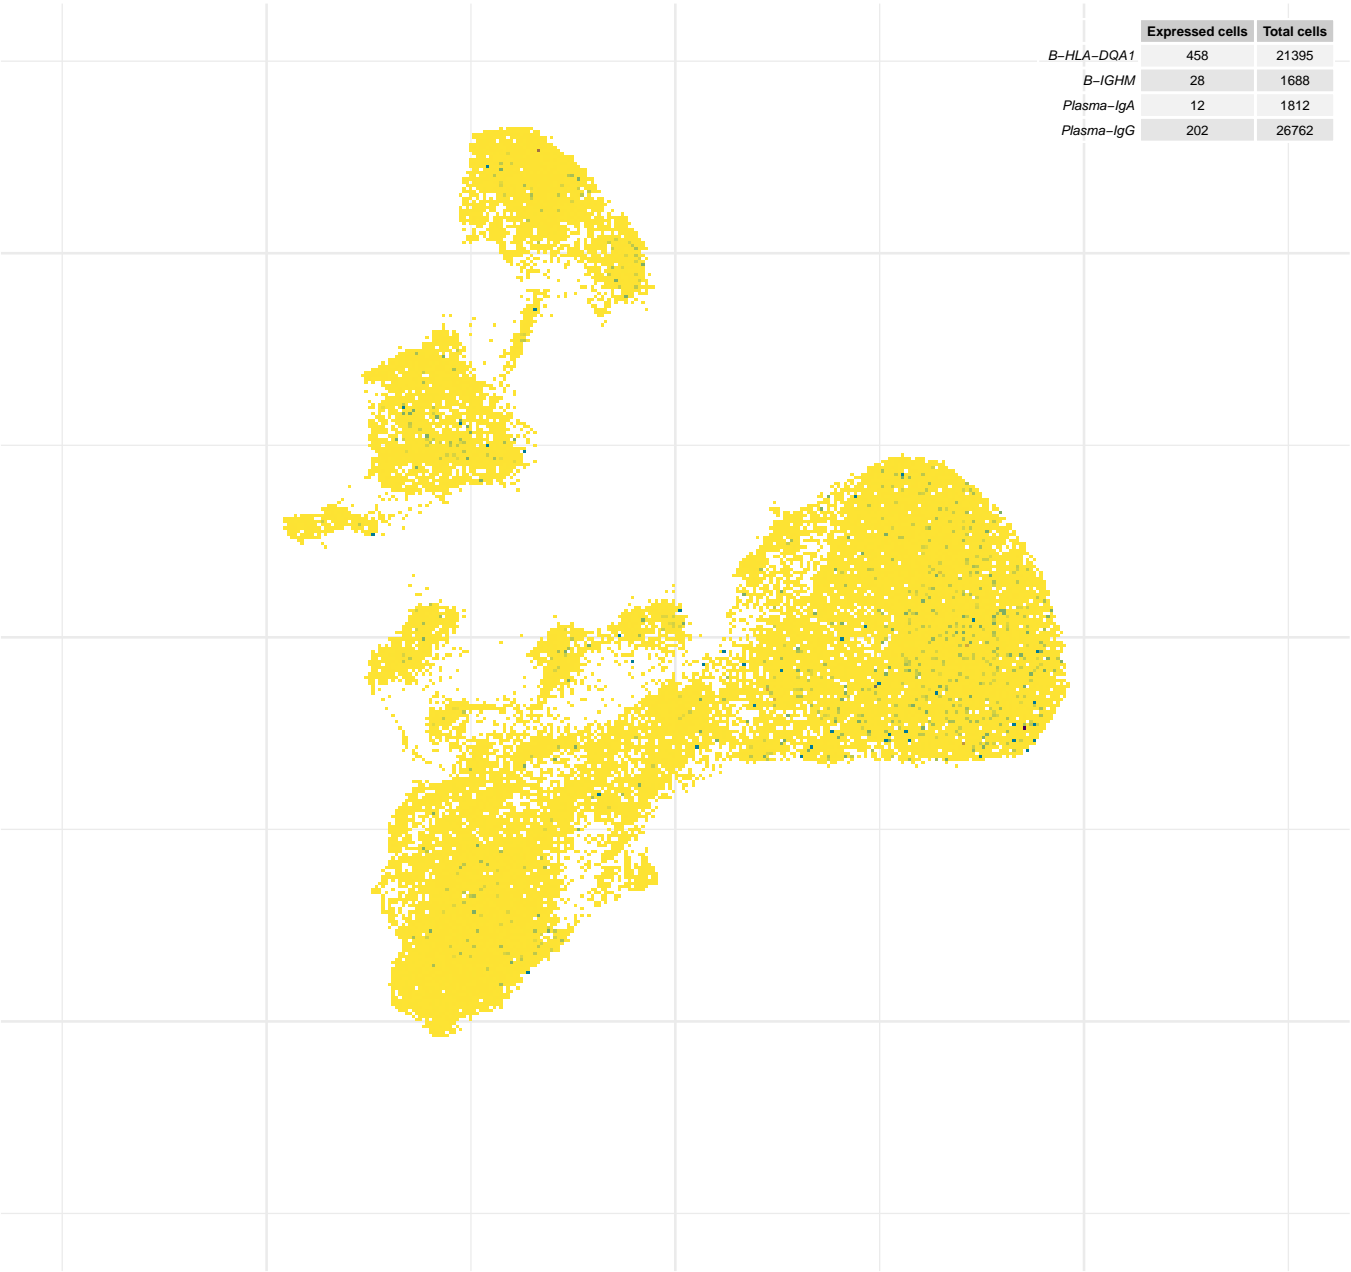 Expressed cells Total cells
B−HLA−DQA1 458 21395
B−IGHM 28 1688
Plasma−IgA 12 1812
Plasma−IgG 202 26762